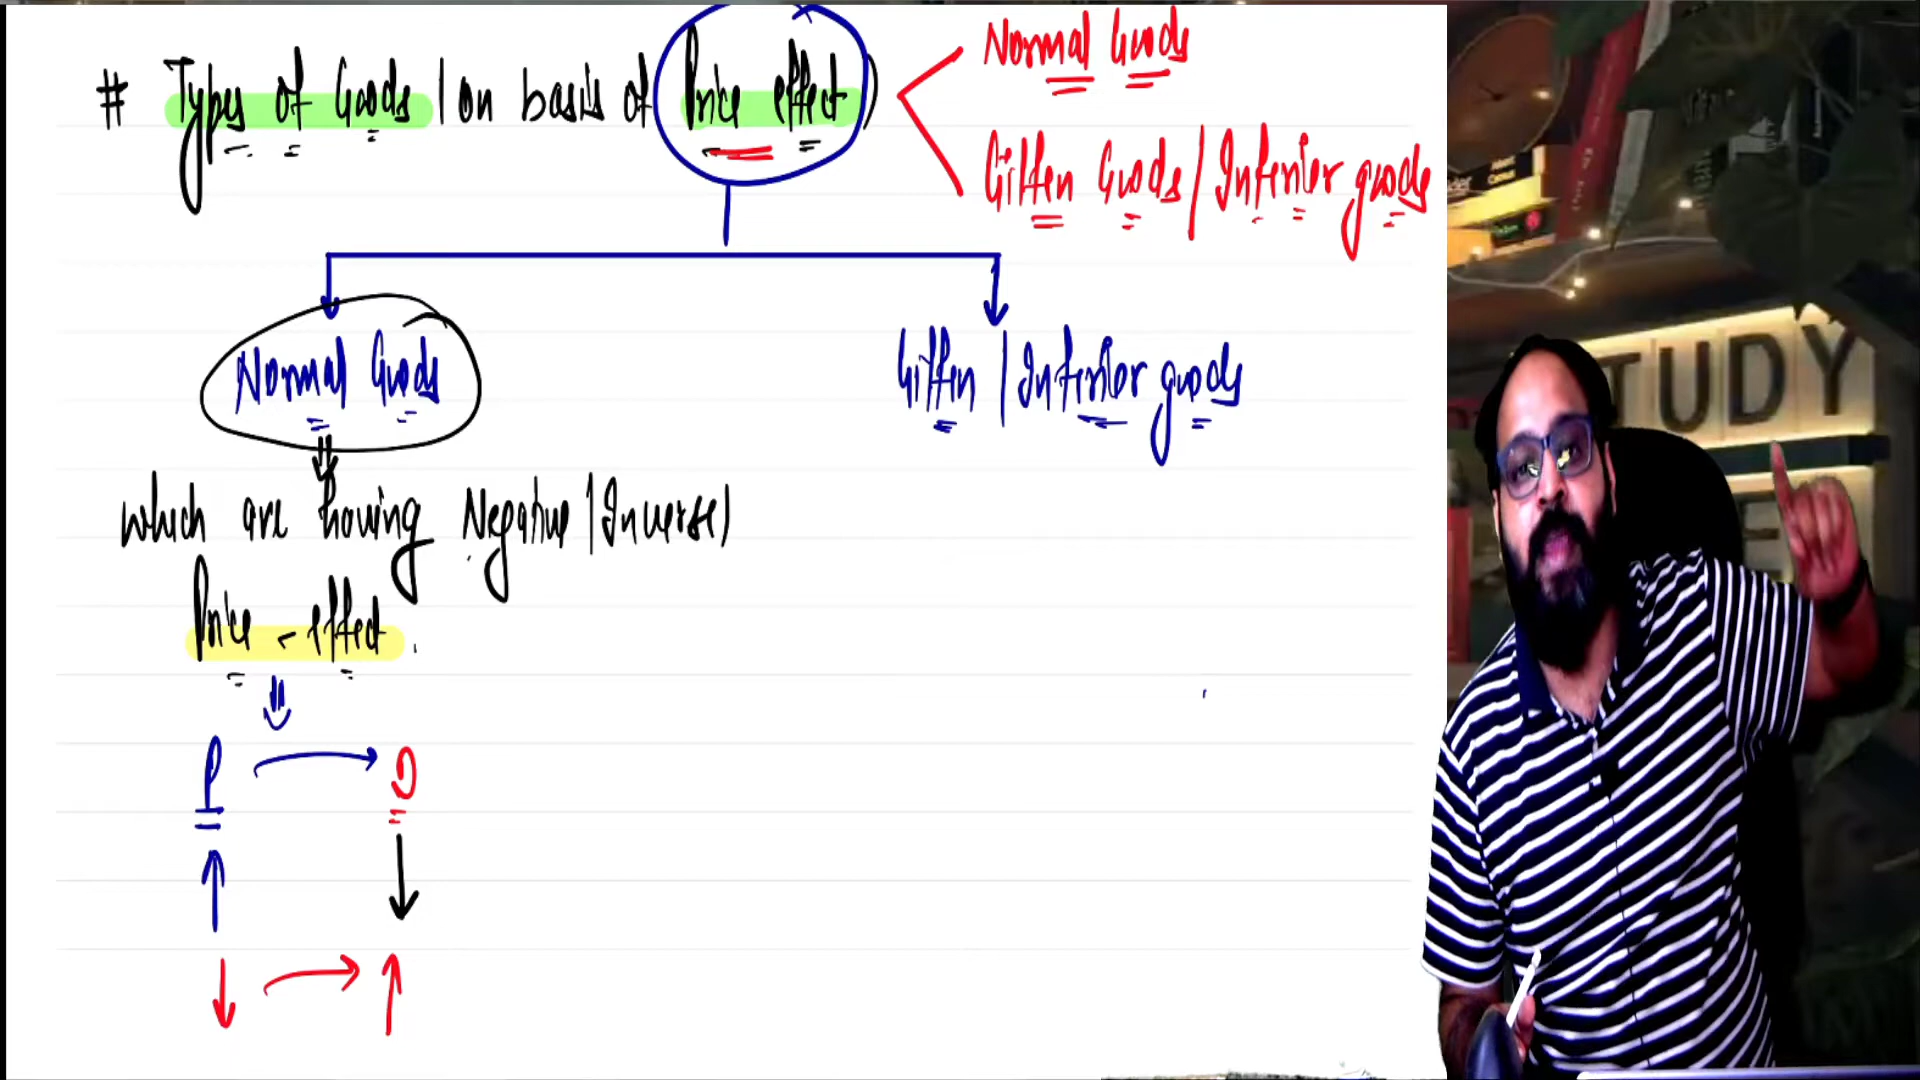 # Types of Goods (on basis of Price effect)
Normal Goods
Giffen Goods / Inferior goods
Normal Goods
Giffen / Inferior goods
which are having Negative (Inverse)
Price - effect.
P D
TUDY